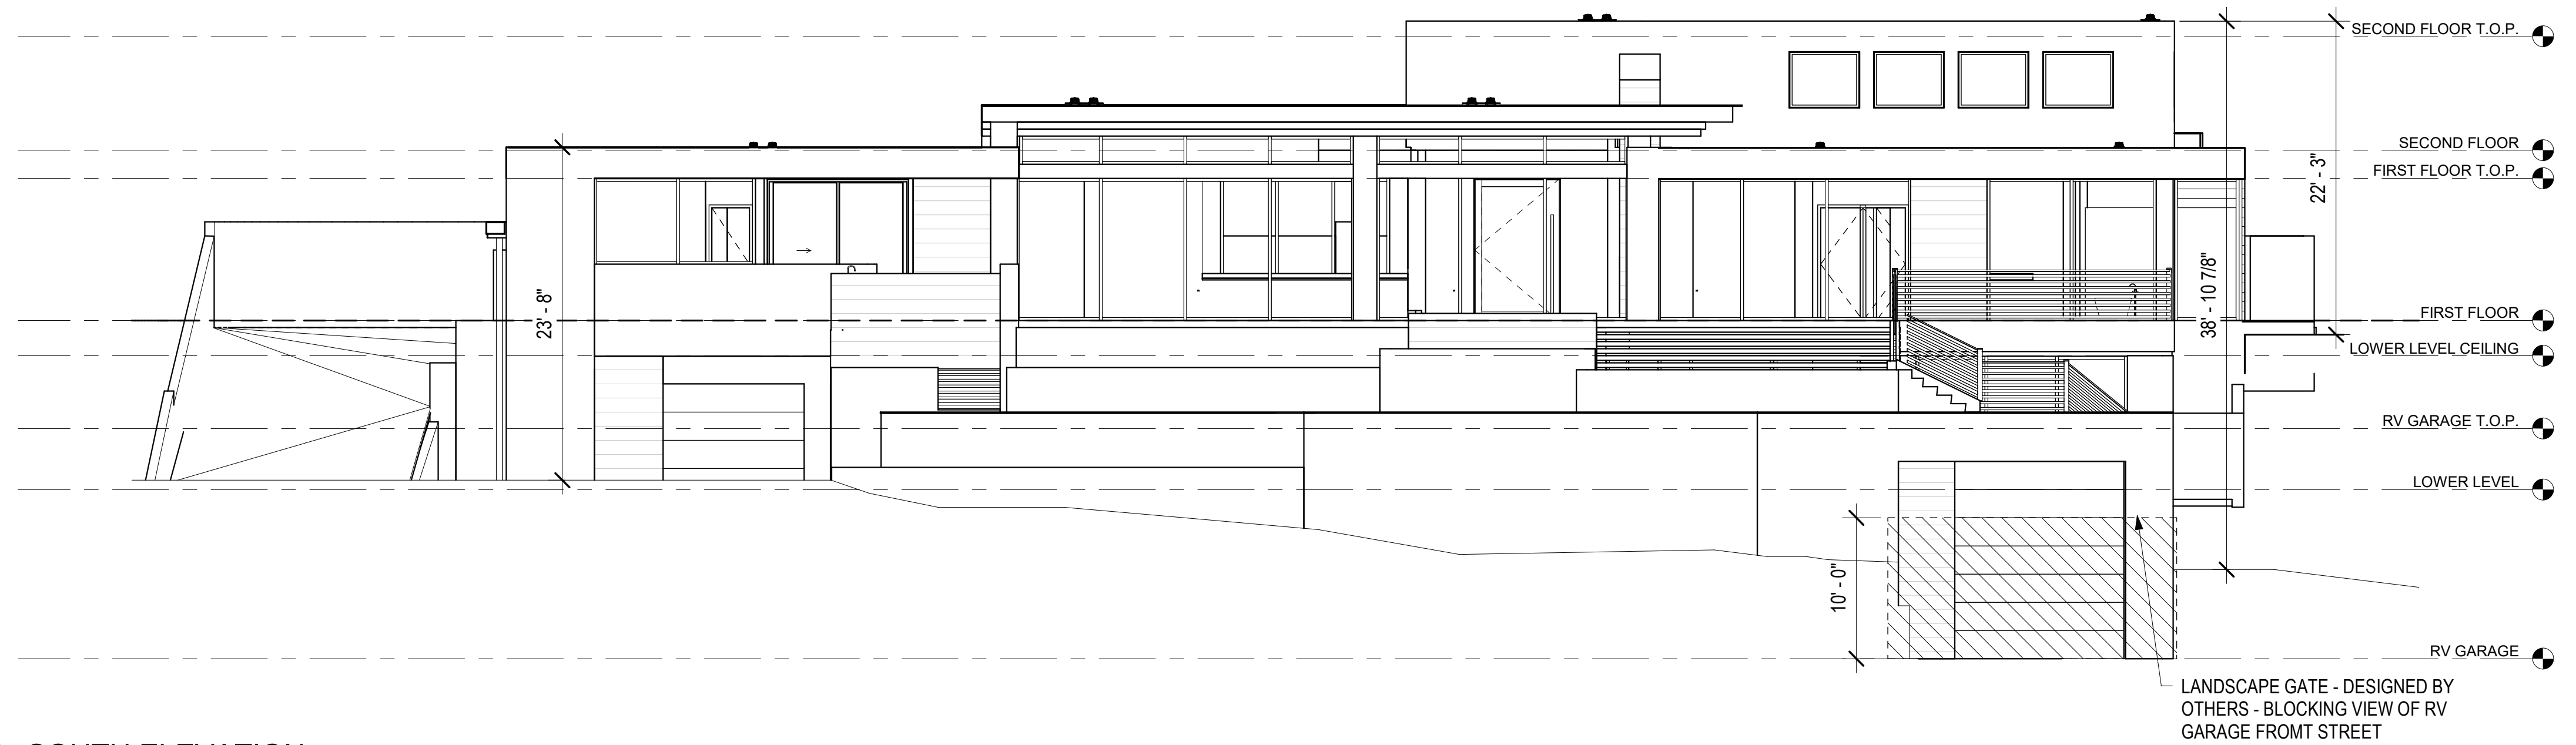 SECOND FLOOR T.O.P.
SECOND FLOOR
FIRST FLOOR T.O.P.
22' - 3"
23' - 8"
38' - 10 7/8"
FIRST FLOOR
LOWER LEVEL CEILING
RV GARAGE T.O.P.
LOWER LEVEL
10' - 0"
RV GARAGE
LANDSCAPE GATE - DESIGNED BY
OTHERS - BLOCKING VIEW OF RV
GARAGE FROMT STREET
SOUTH ELEVATION